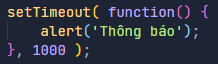 setTimeout( function() {
    alert('Thông báo');
}, 1000 );